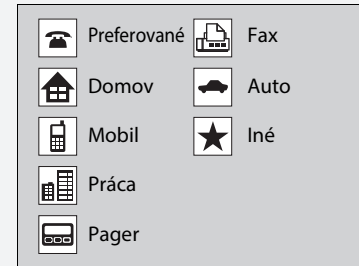 Preferované Fax
Domov Auto
Mobil Iné
Práca
Pager